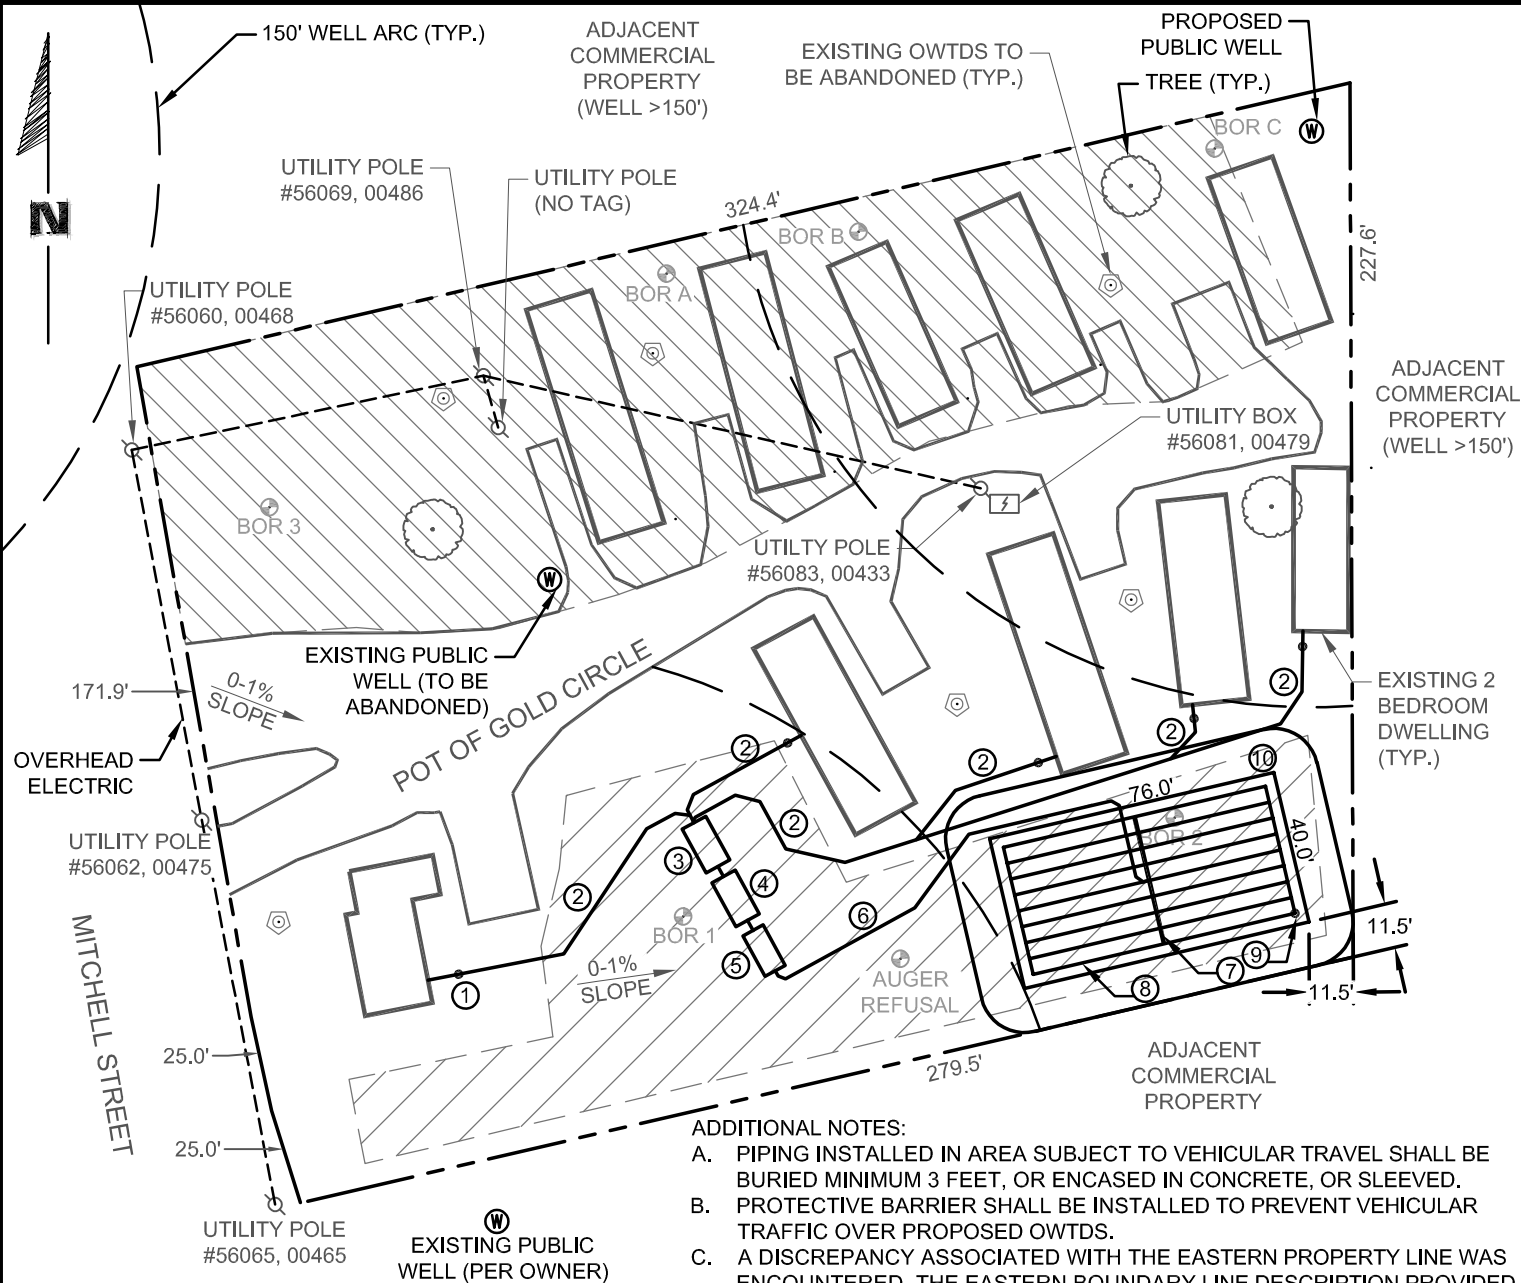 150' WELL ARC (TYP.)
ADJACENT
COMMERCIAL
PROPERTY
(WELL >150')
EXISTING OWTDS TO
BE ABANDONED (TYP.)
PROPOSED
PUBLIC WELL
TREE (TYP.)
W
BOR C
N
UTILITY POLE
#56069, 00486
UTILITY POLE
(NO TAG)
324.4'
BOR B
227.6'
BOR A
UTILITY POLE
#56060, 00468
ADJACENT
COMMERCIAL
PROPERTY
(WELL >150')
UTILITY BOX
#56081, 00479
BOR 3
UTILTY POLE
#56083, 00433
W
EXISTING PUBLIC
WELL (TO BE
ABANDONED)
POT OF GOLD CIRCLE
171.9'
0-1%
SLOPE
OVERHEAD
ELECTRIC
EXISTING 2
BEDROOM
DWELLING
(TYP.)
2
2
2
2
10
76.0'
40.0'
BOR 2
UTILITY POLE
#56062, 00475
2
3
4
2
5
6
BOR 1
0-1%
SLOPE
1
AUGER
REFUSAL
7
8
9
11.5'
11.5'
MITCHELL STREET
25.0'
25.0'
279.5'
ADJACENT
COMMERCIAL
PROPERTY
UTILITY POLE
#56065, 00465
W
EXISTING PUBLIC
WELL (PER OWNER)
ADDITIONAL NOTES:
A. PIPING INSTALLED IN AREA SUBJECT TO VEHICULAR TRAVEL SHALL BE
BURIED MINIMUM 3 FEET, OR ENCASED IN CONCRETE, OR SLEEVED.
B. PROTECTIVE BARRIER SHALL BE INSTALLED TO PREVENT VEHICULAR
TRAFFIC OVER PROPOSED OWTDS.
C. A DISCREPANCY ASSOCIATED WITH THE EASTERN PROPERTY LINE WAS
ENCOUNTERED. THE EASTERN BOUNDARY LINE DESCRIPTION PROVIDED